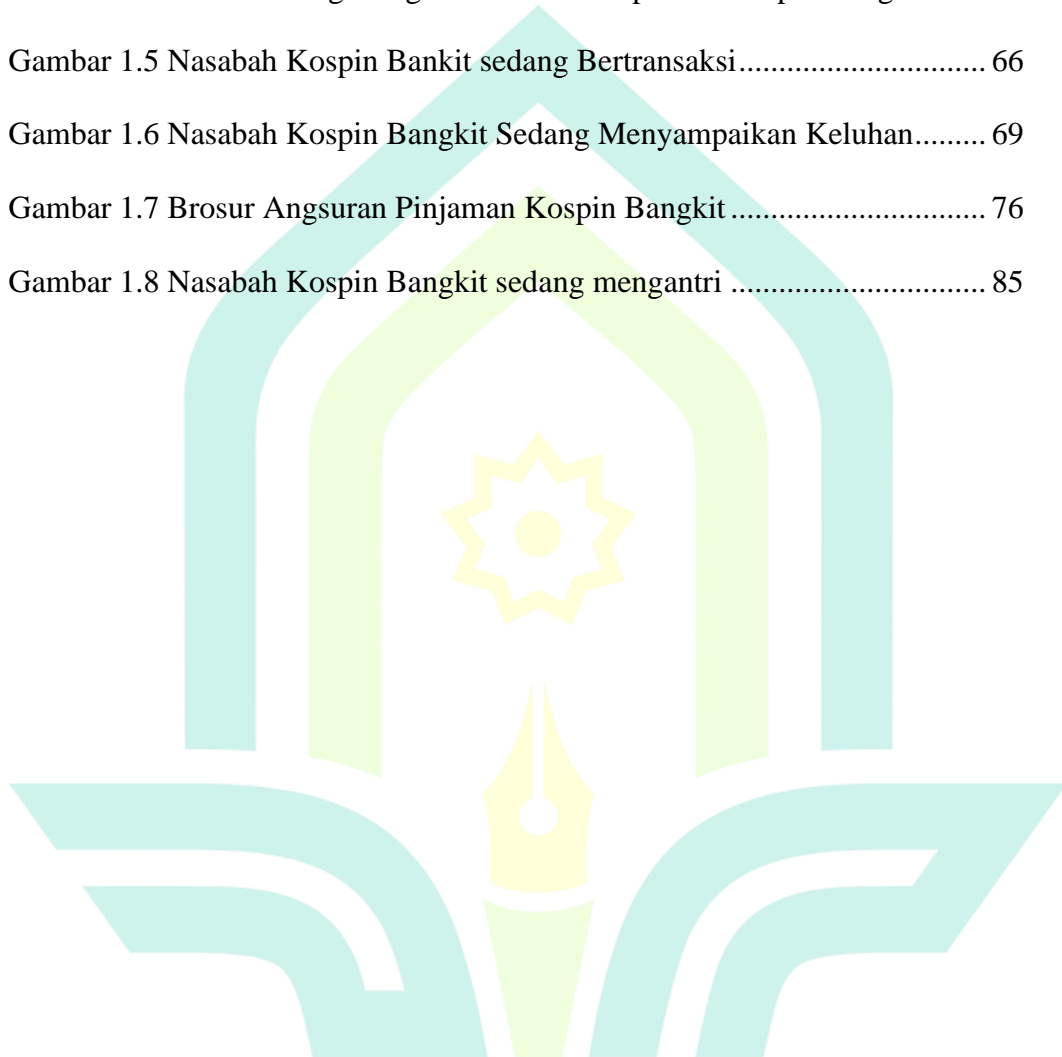 Gambar 1.5 Nasabah Kospin Bankit sedang Bertransaksi............................. 66
Gambar 1.6 Nasabah Kospin Bangkit Sedang Menyampaikan Keluhan......... 69
Gambar 1.7 Brosur Angsuran Pinjaman Kospin Bangkit ............................... 76
Gambar 1.8 Nasabah Kospin Bangkit sedang mengantri ............................... 85